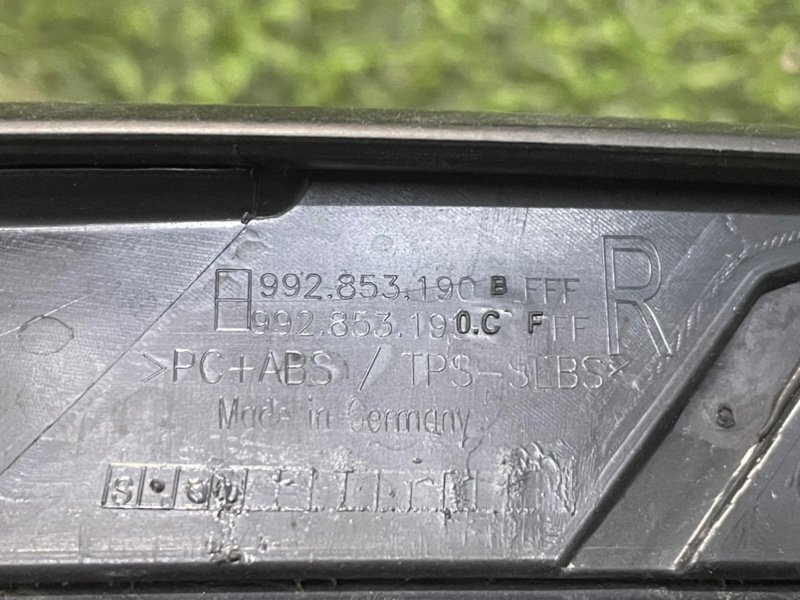 992.853.190 B FFF
992.853.190.C FFF
R
>PC+ABS / TPS-SEBS<
Made in Germany